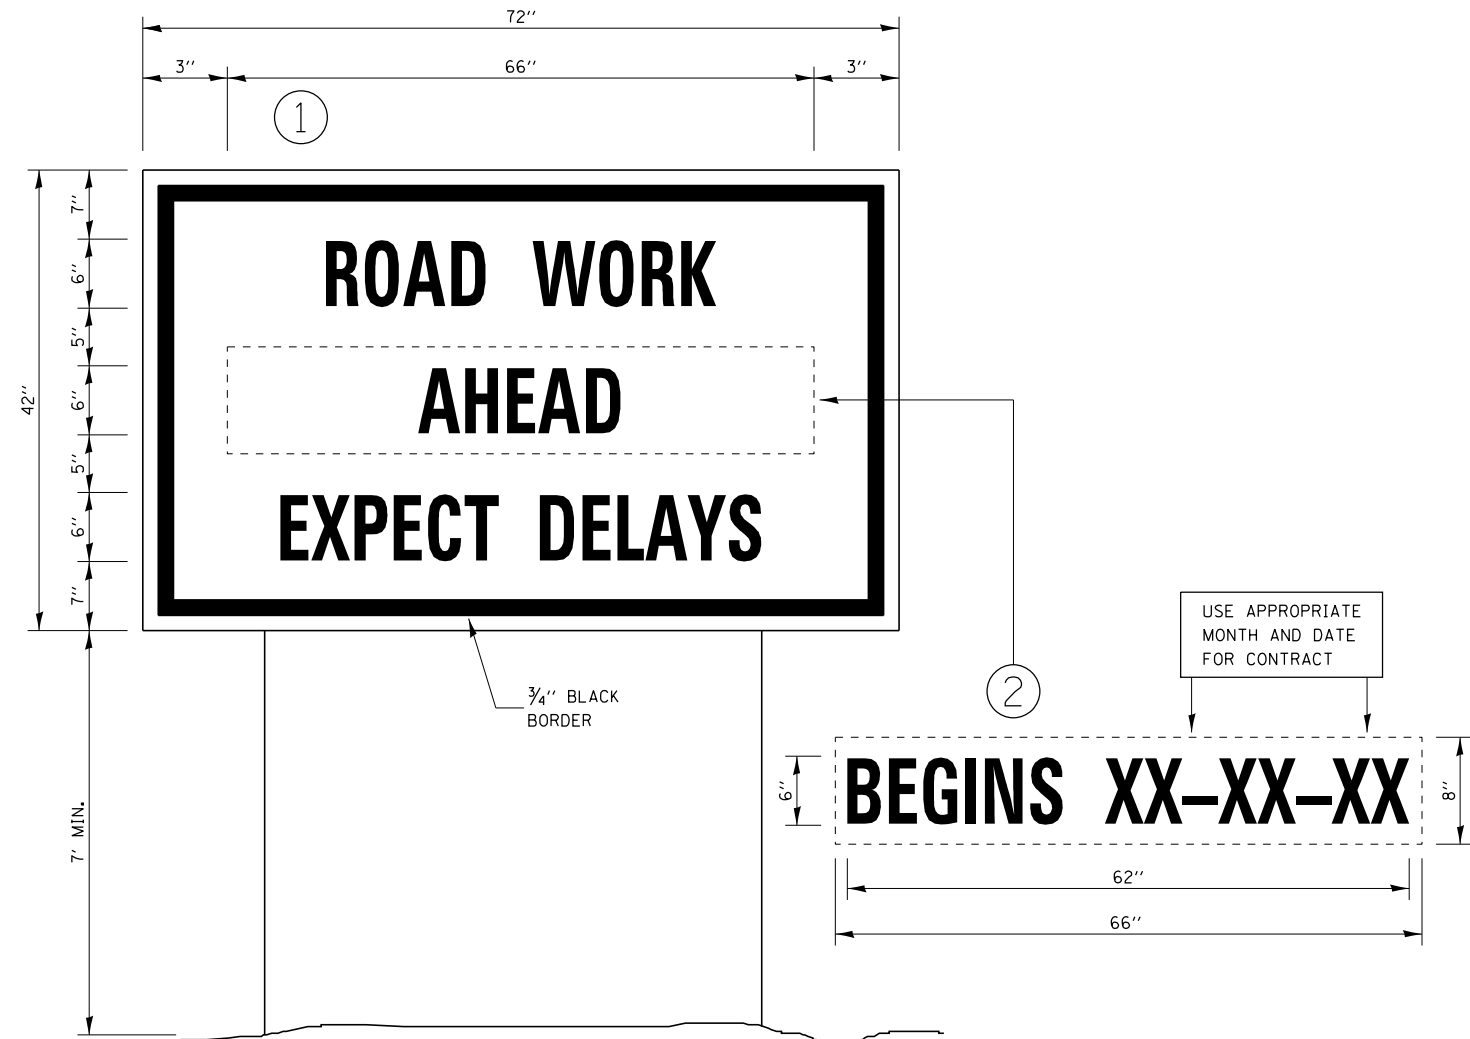 72''
3'' 66'' 3''
1
7''
6''
5''
6''
5''
6''
7''
42''
7' MIN.
ROAD WORK
AHEAD
EXPECT DELAYS
¾'' BLACK
BORDER
2
USE APPROPRIATE
MONTH AND DATE
FOR CONTRACT
6''
BEGINS XX-XX-XX
8''
62''
66''